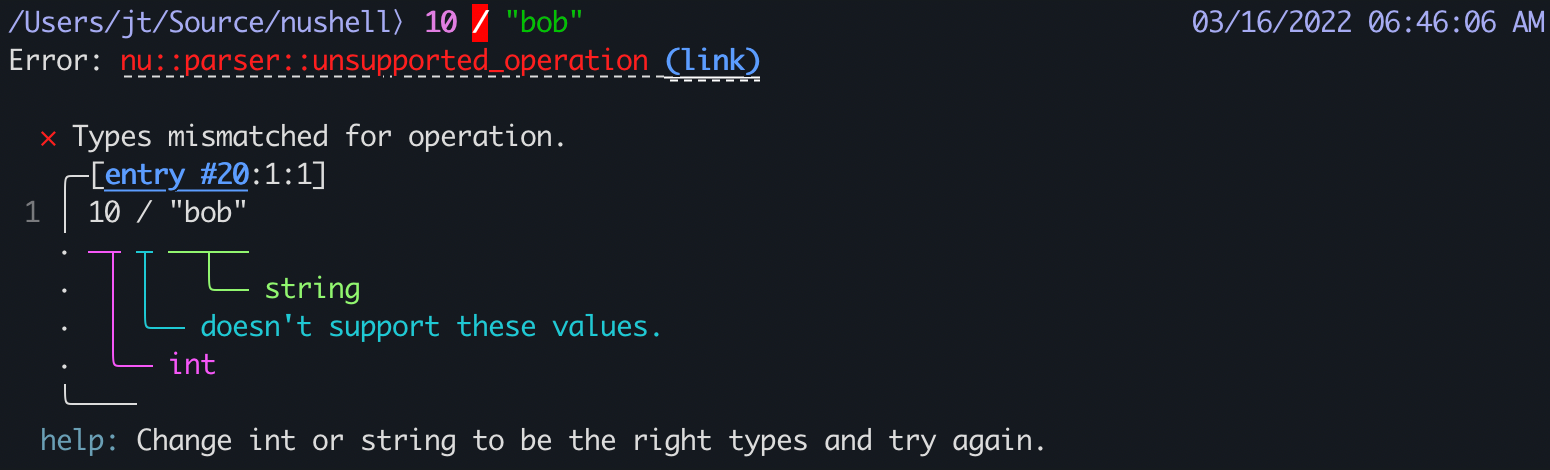 /Users/jt/Source/nushell〉 10 / "bob" 03/16/2022 06:46:06 AM
Error: nu::parser::unsupported_operation (link)
× Types mismatched for operation.
[entry #20:1:1]
1 10 / "bob"
string
doesn't support these values.
int
help: Change int or string to be the right types and try again.